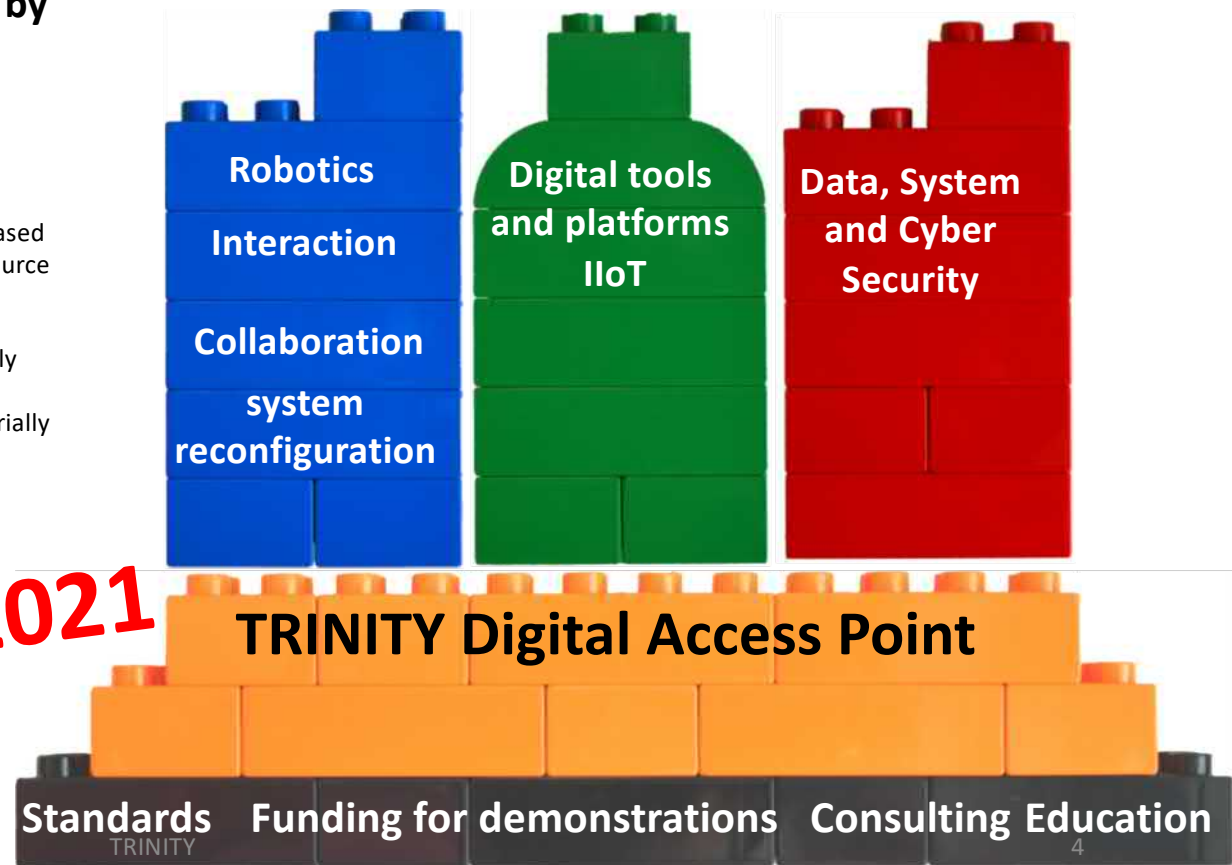 by
ased
urce
ly
rially
Robotics
Interaction
Collaboration
system
reconfiguration
Digital tools
and platforms
IIoT
Data, System
and Cyber
Security
021
TRINITY Digital Access Point
Standards Funding for demonstrations Consulting Education
TRINITY
4